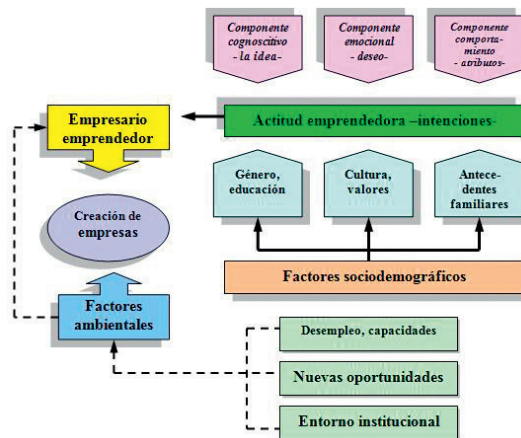 Componente
cognoscitivo
- la idea-
Componente
emocional
- deseo-
Componente
comporta-
miento
- atributos-
Empresario
emprendedor
Actitud emprendedora –intenciones-
Género,
educación
Cultura,
valores
Antece-
dentes
familiares
Creación de
empresas
Factores sociodemográficos
Factores
ambientales
Desempleo, capacidades
Nuevas oportunidades
Entorno institucional